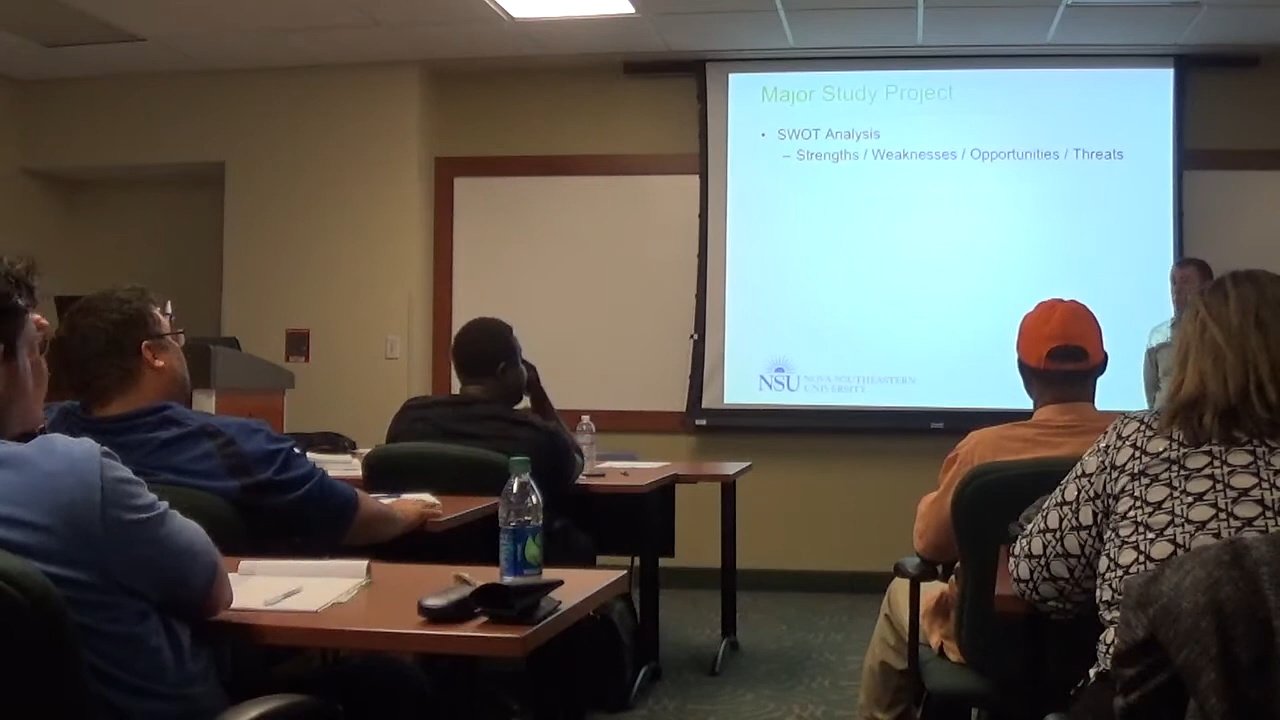 Major Study Project
• SWOT Analysis
– Strengths / Weaknesses / Opportunities / Threats
NSU NOVA SOUTHEASTERN
UNIVERSITY